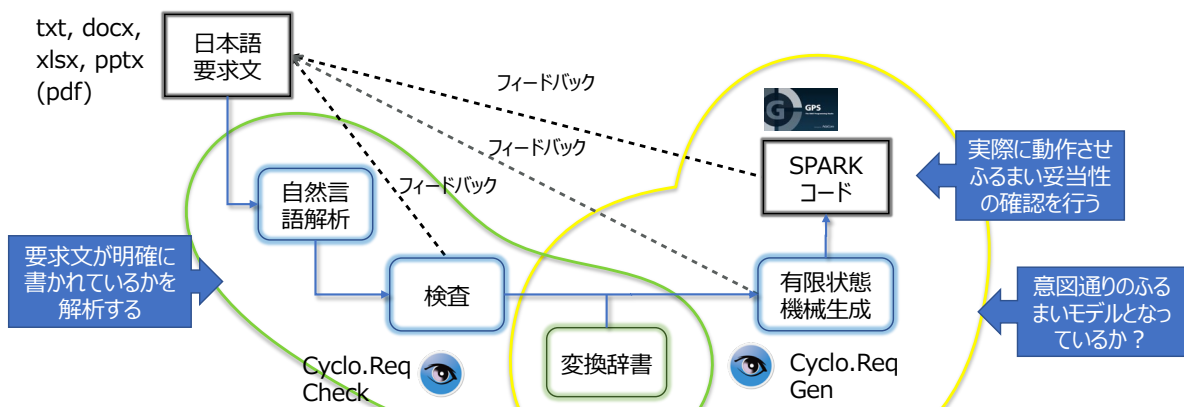 txt, docx,
xlsx, pptx
(pdf)
日本語
要求文
フィードバック
フィードバック
フィードバック
GPS
SPARK
コード
実際に動作させ
ふるまい妥当性
の確認を行う
自然言
語解析
要求文が明確に
書かれているかを
解析する
検査
有限状態
機械生成
意図通りのふる
まいモデルとなっ
ているか？
変換辞書
Cyclo.Req
Check
Cyclo.Req
Gen